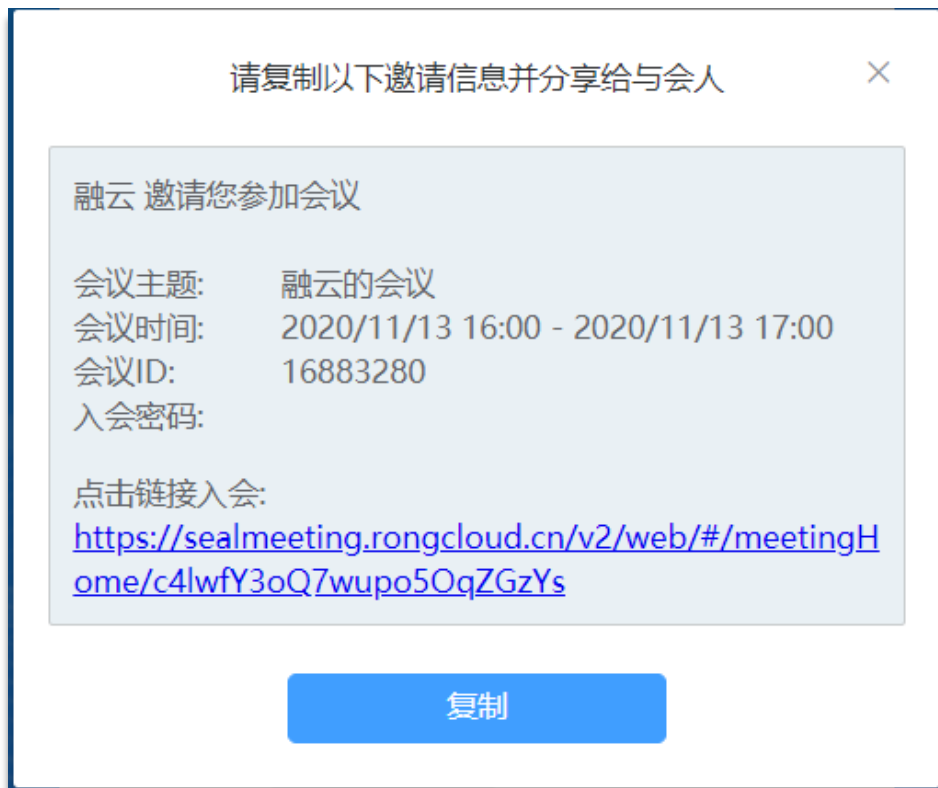 请复制以下邀请信息并分享给与会人
融云 邀请您参加会议
会议主题: 融云的会议
会议时间: 2020/11/13 16:00 - 2020/11/13 17:00
会议ID: 16883280
入会密码:
点击链接入会:
https://sealmeeting.rongcloud.cn/v2/web/#/meetingH
ome/c4lwfY3oQ7wupo5OqZGzYs
复制